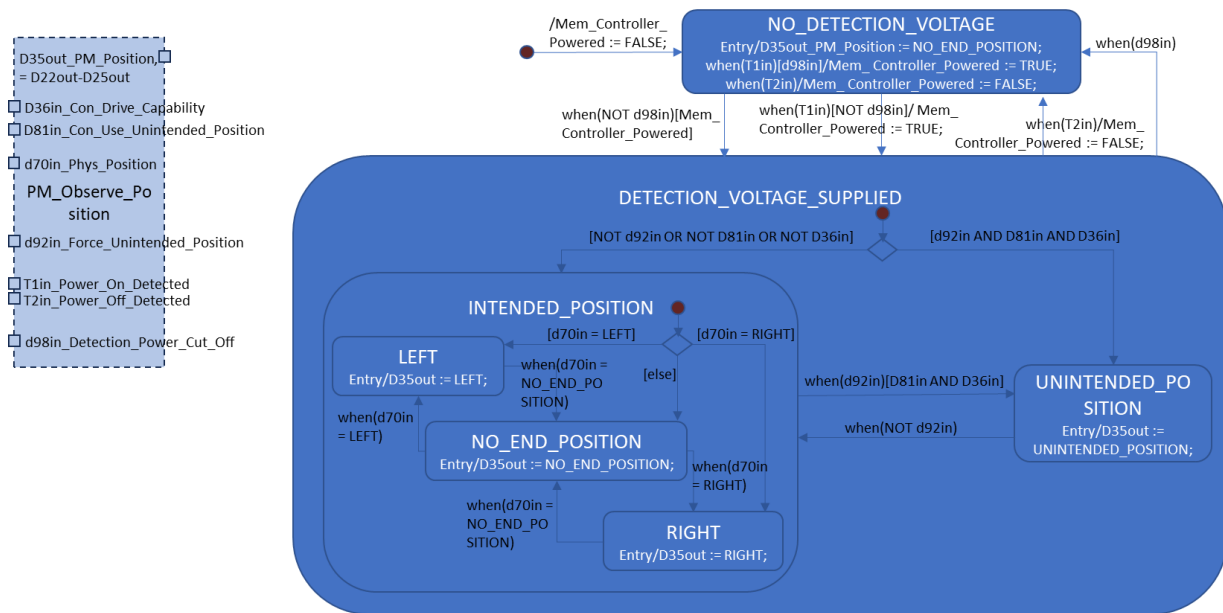 D35out_PM_Position,
= D22out-D25out
D36in_Con_Drive_Capability
D81in_Con_Use_Unintended_Position
d70in_Phys_Position
PM_Observe_Po
sition
d92in_Force_Unintended_Position
T1in_Power_On_Detected
T2in_Power_Off_Detected
d98in_Detection_Power_Cut_Off
/Mem_Controller_
Powered := FALSE;
NO_DETECTION_VOLTAGE
Entry/D35out_PM_Position := NO_END_POSITION;
when(T1in)[d98in]/Mem_ Controller_Powered := TRUE;
when(T2in)/Mem_ Controller_Powered := FALSE;
when(d98in)
when(NOT d98in)[Mem_
Controller_Powered]
when(T1in)[NOT d98in]/ Mem_
Controller_Powered := TRUE;
when(T2in)/Mem_
Controller_Powered := FALSE;
DETECTION_VOLTAGE_SUPPLIED
[NOT d92in OR NOT D81in OR NOT D36in]
[d92in AND D81in AND D36in]
INTENDED_POSITION
[d70in = LEFT]
[d70in = RIGHT]
[else]
LEFT
Entry/D35out := LEFT;
when(d70in =
NO_END_PO
SITION)
when(d70in
= LEFT)
NO_END_POSITION
Entry/D35out := NO_END_POSITION;
when(d70in
= RIGHT)
when(d70in =
NO_END_PO
SITION)
RIGHT
Entry/D35out := RIGHT;
when(d92in)[D81in AND D36in]
when(NOT d92in)
UNINTENDED_PO
SITION
Entry/D35out :=
UNINTENDED_POSITION;